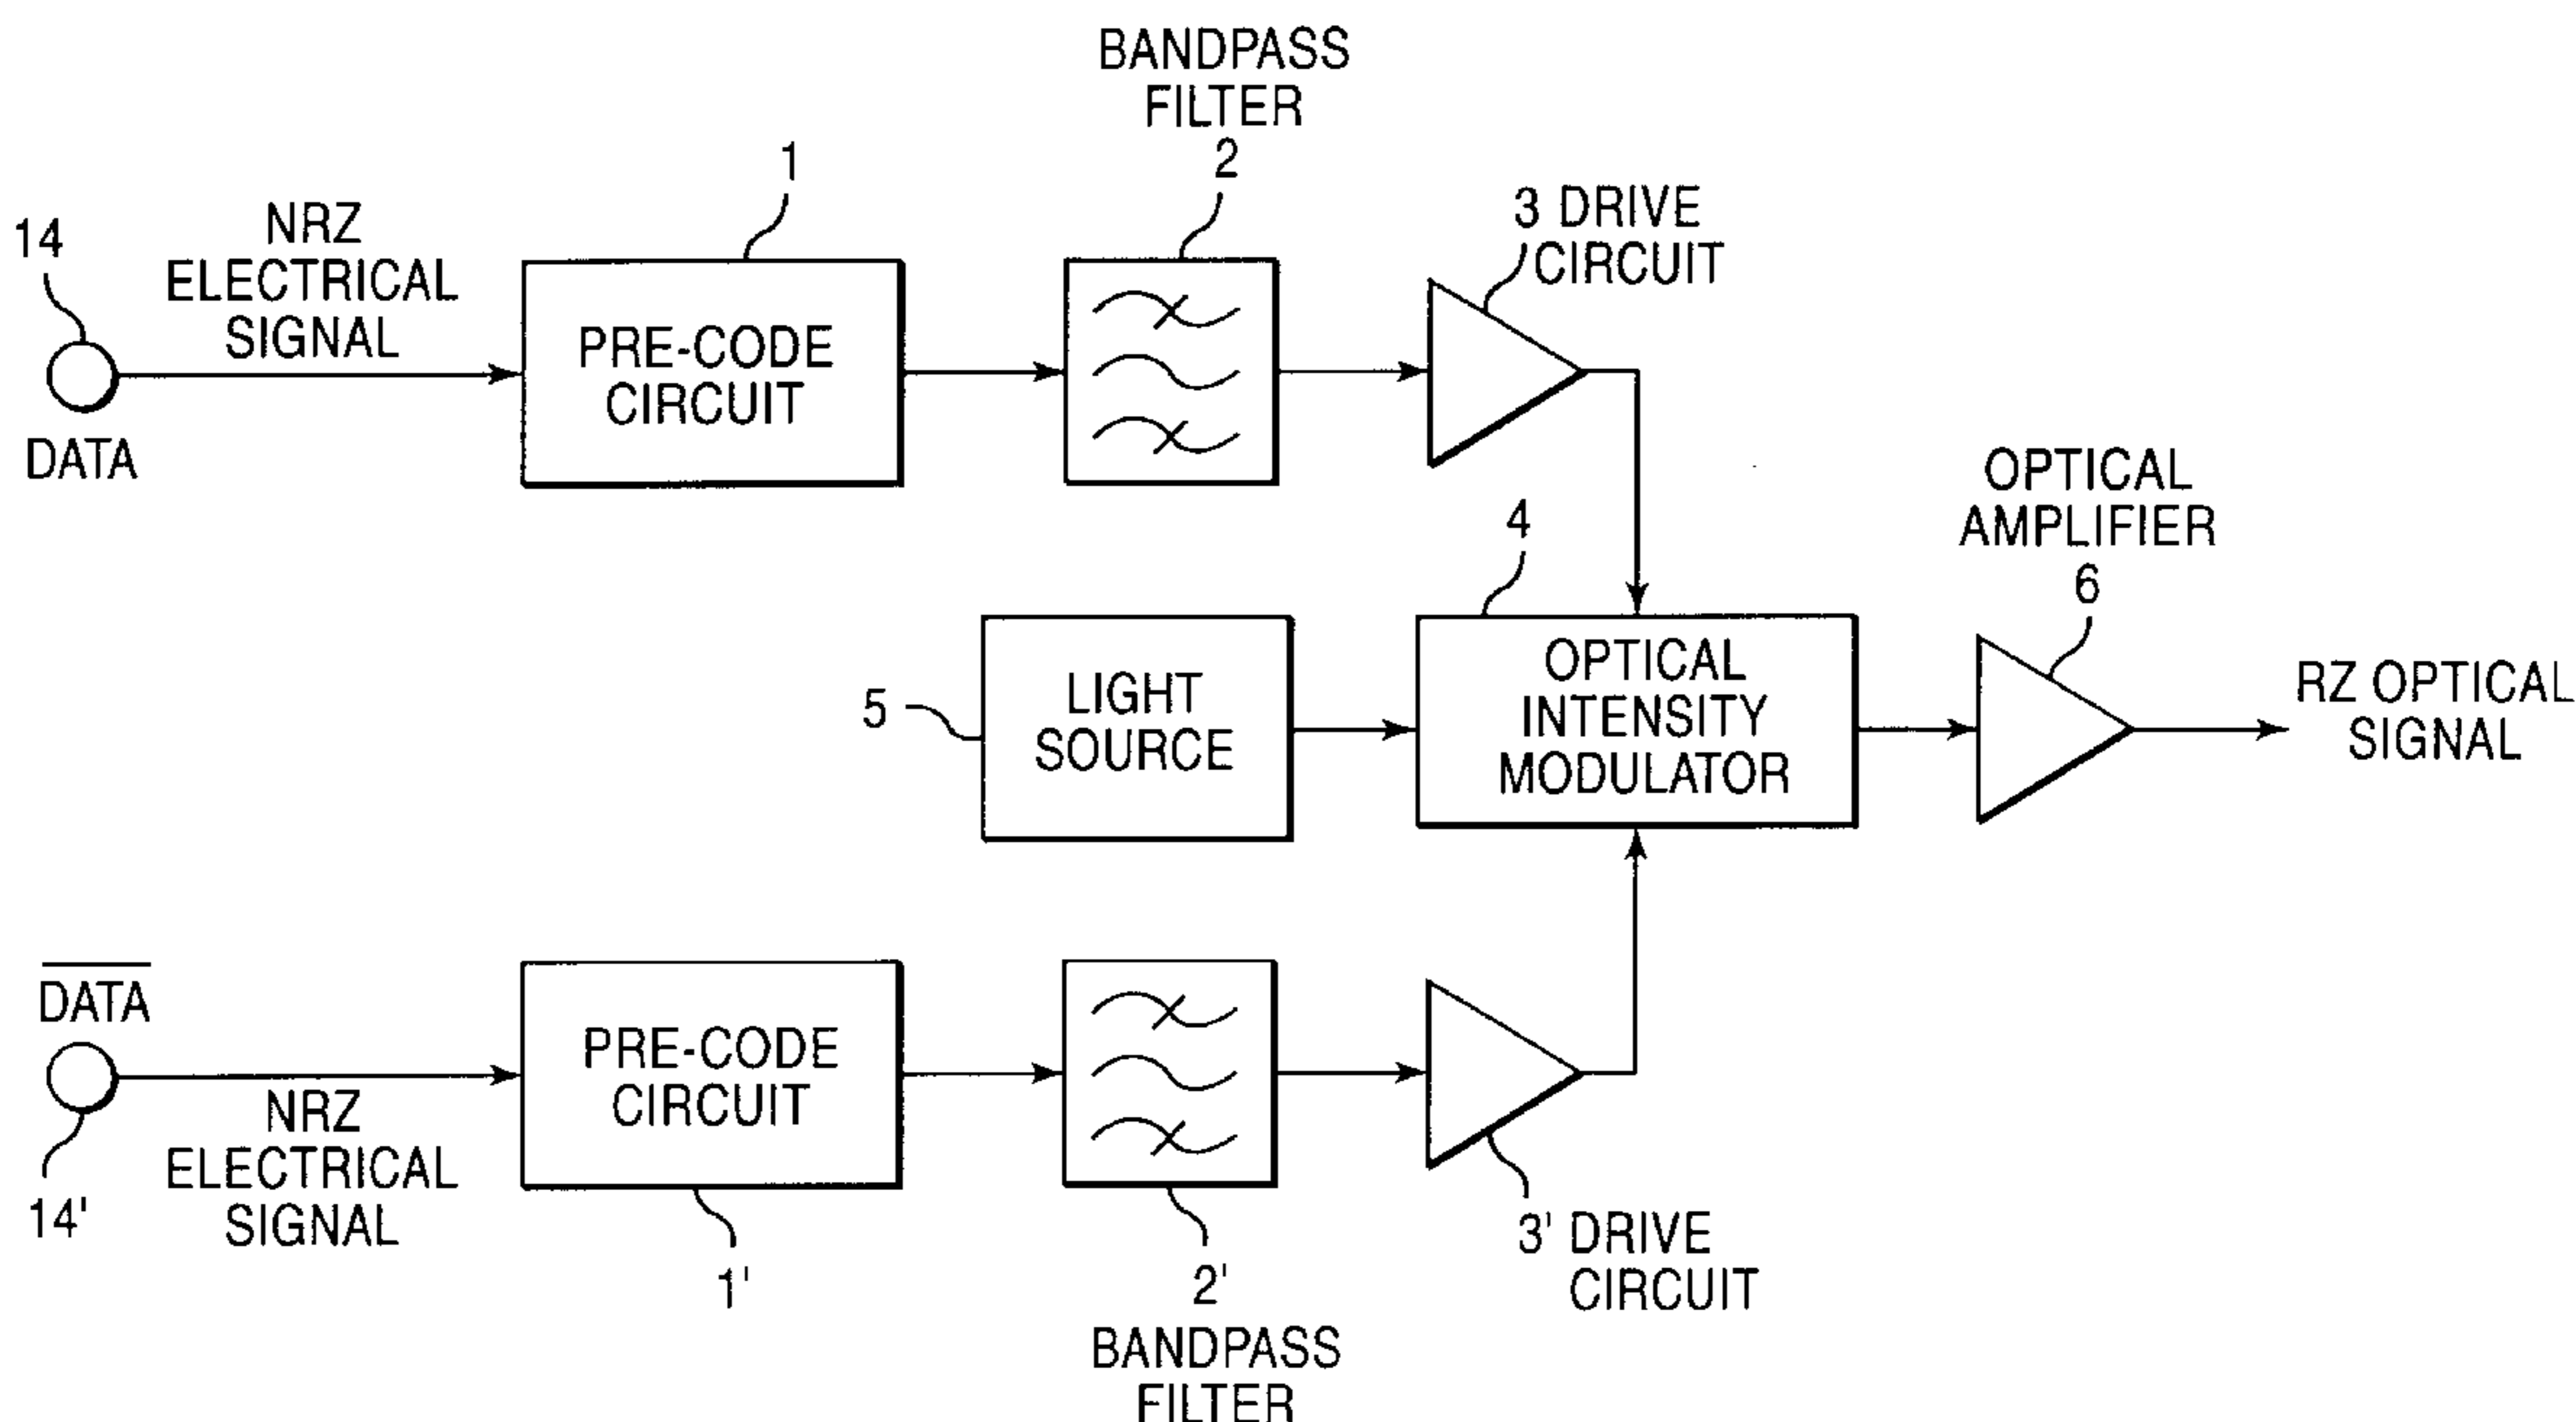 BANDPASS
FILTER
2
1
3 DRIVE
CIRCUIT
14
NRZ
ELECTRICAL
SIGNAL
PRE-CODE
CIRCUIT
DATA
OPTICAL
AMPLIFIER
6
4
5
LIGHT
SOURCE
OPTICAL
INTENSITY
MODULATOR
RZ OPTICAL
SIGNAL
D̅A̅T̅A̅
PRE-CODE
CIRCUIT
NRZ
ELECTRICAL
SIGNAL
14'
1'
2'
BANDPASS
FILTER
3' DRIVE
CIRCUIT